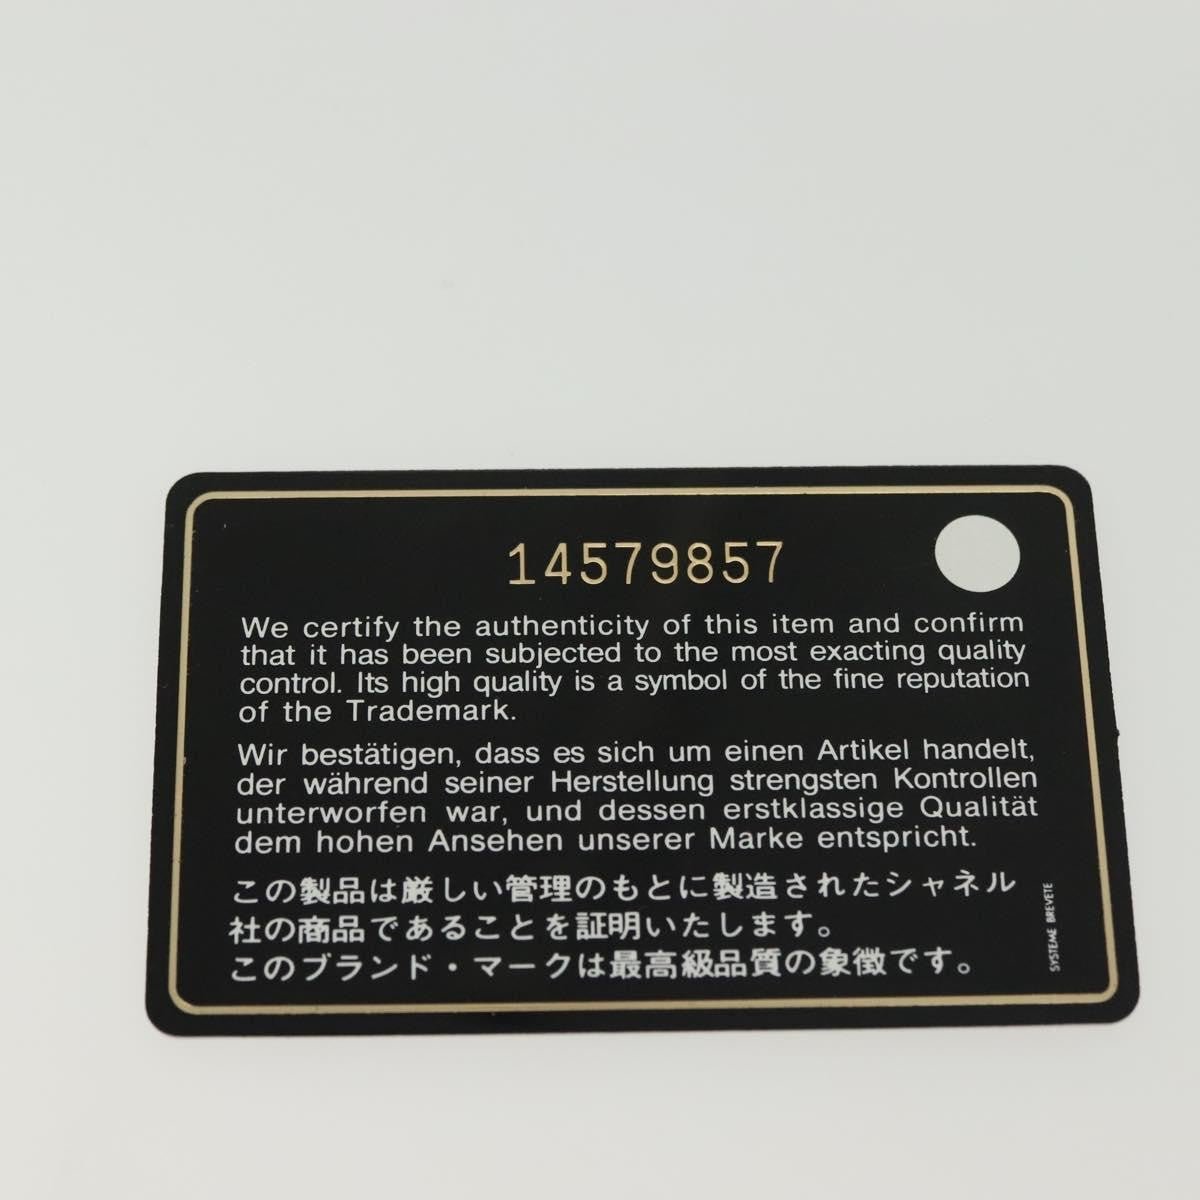 14579857
We certify the authenticity of this item and confirm
that it has been subjected to the most exacting quality
control. Its high quality is a symbol of the fine reputation
of the Trademark.
Wir bestätigen, dass es sich um einen Artikel handelt,
der während seiner Herstellung strengsten Kontrollen
unterworfen war, und dessen erstklassige Qualität
dem hohen Ansehen unserer Marke entspricht.
この製品は厳しい管理のもとに製造されたシャネル
社の商品であることを証明いたします。
このブランド・マークは最高級品質の象徴です。
SYSTEME BREVETE